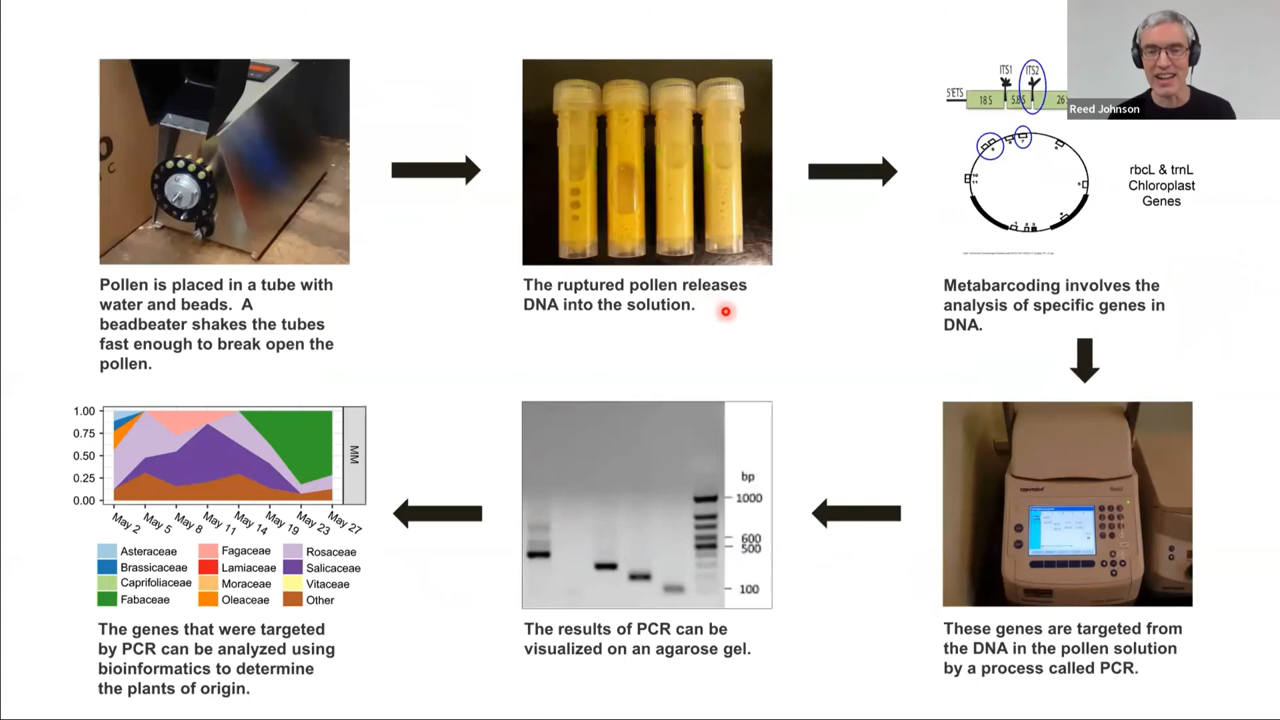 Reed Johnson
ITS1 ITS2
5'ETS
18 S 5.8 S 26
rbcL & trnL
Chloroplast
Genes
Pollen is placed in a tube with
water and beads. A
beadbeater shakes the tubes
fast enough to break open the
pollen.
The ruptured pollen releases
DNA into the solution.
Metabarcoding involves the
analysis of specific genes in
DNA.
1.00
0.75
0.50
0.25
0.00
MM
May 2
May 5
May 8
May 11
May 14
May 19
May 23
May 27
Asteraceae
Brassicaceae
Caprifoliaceae
Fabaceae
Fagaceae
Lamiaceae
Moraceae
Oleaceae
Rosaceae
Salicaceae
Vitaceae
Other
The genes that were targeted
by PCR can be analyzed using
bioinformatics to determine
the plants of origin.
bp
1000
600
500
100
The results of PCR can be
visualized on an agarose gel.
eppendorf
These genes are targeted from
the DNA in the pollen solution
by a process called PCR.